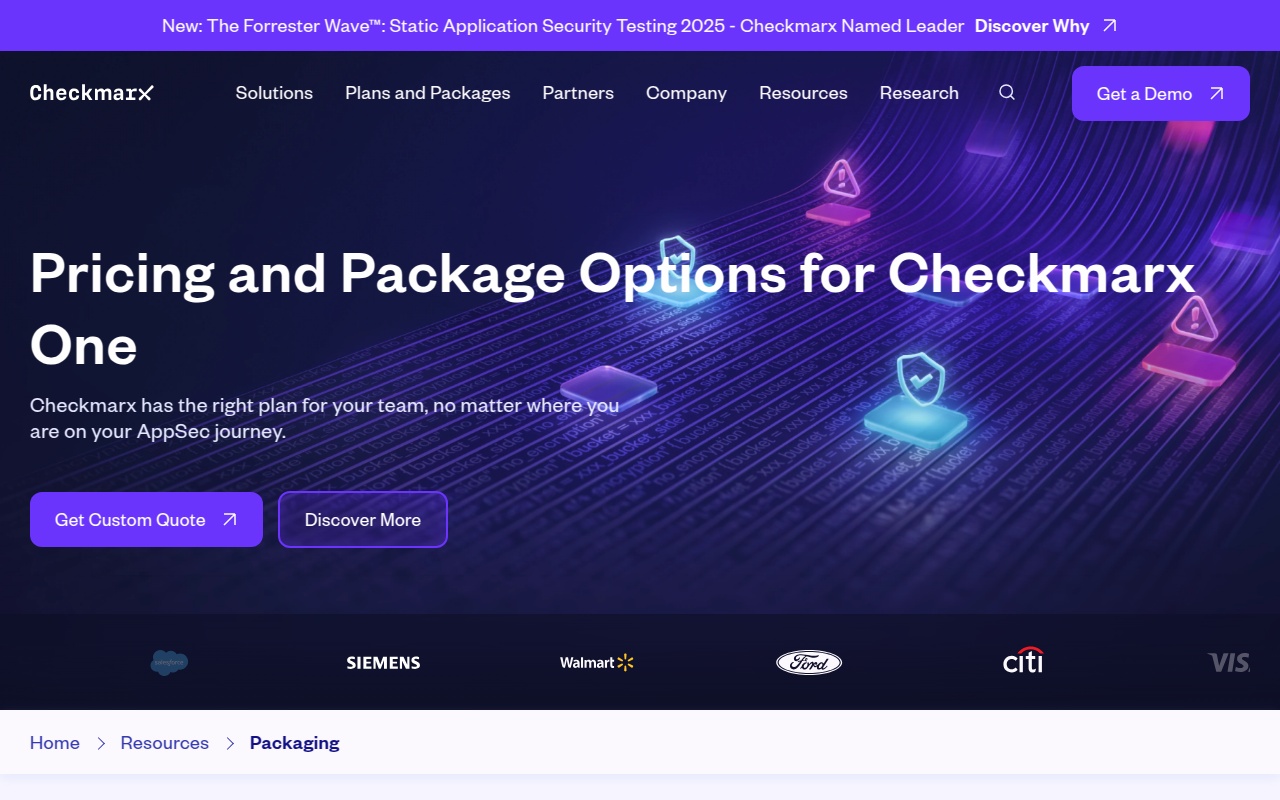 New: The Forrester Wave™: Static Application Security Testing 2025 - Checkmarx Named Leader Discover Why
Checkmarx
Solutions
Plans and Packages
Partners
Company
Resources
Research
Get a Demo
Pricing and Package Options for Checkmarx
One
Checkmarx has the right plan for your team, no matter where you
are on your AppSec journey.
Get Custom Quote
Discover More
salesforce
SIEMENS
Walmart
Ford
citi
VIS
Home
Resources
Packaging